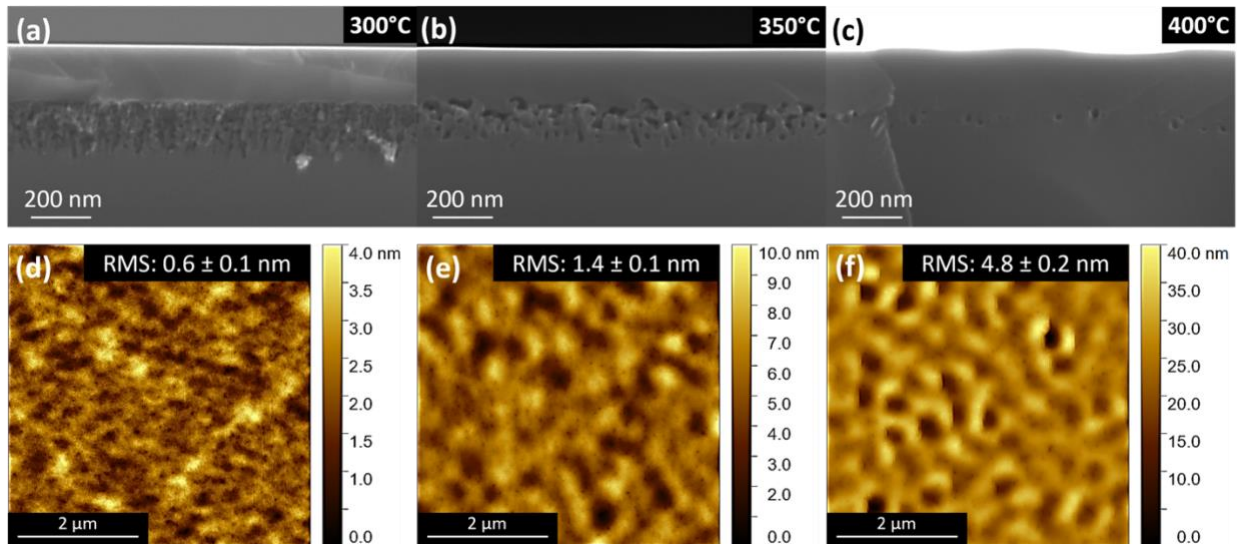 (a) 300°C
(b) 350°C
(c) 400°C
200 nm
200 nm
200 nm
(d) RMS: 0.6 ± 0.1 nm
4.0 nm
3.0
2.5
2.0
1.5
1.0
0.0
2 μm
(e) RMS: 1.4 ± 0.1 nm
10.0 nm
9.0
8.0
7.0
6.0
5.0
4.0
2.0
0.0
2 μm
(f) RMS: 4.8 ± 0.2 nm
40.0 nm
35.0
30.0
25.0
20.0
15.0
10.0
0.0
2 μm